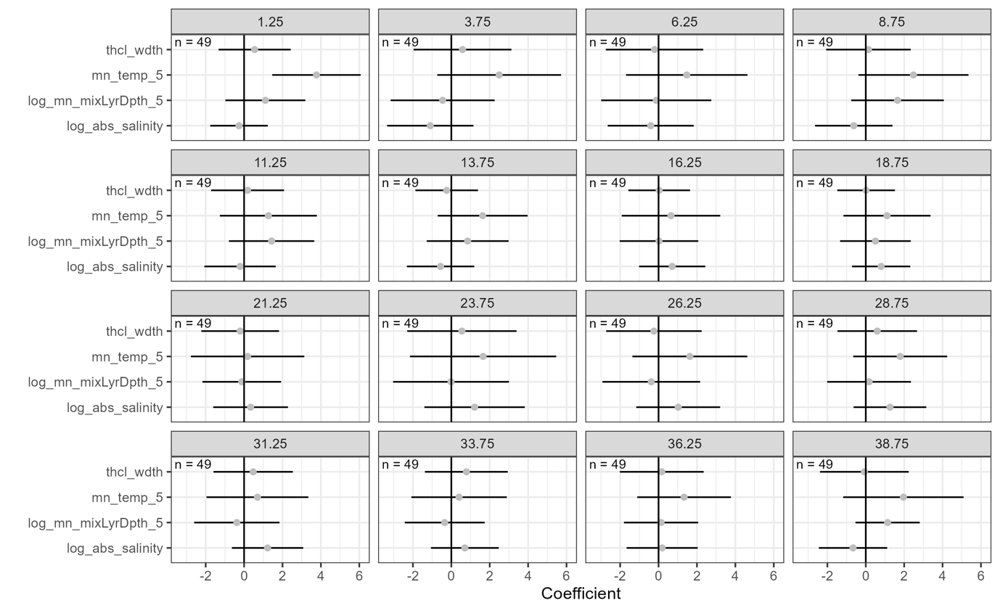 1.25 3.75 6.25 8.75
n = 49 n = 49 n = 49 n = 49
thcl_wdth
mn_temp_5
log_mn_mixLyrDpth_5
log_abs_salinity
11.25 13.75 16.25 18.75
n = 49 n = 49 n = 49 n = 49
thcl_wdth
mn_temp_5
log_mn_mixLyrDpth_5
log_abs_salinity
21.25 23.75 26.25 28.75
n = 49 n = 49 n = 49 n = 49
thcl_wdth
mn_temp_5
log_mn_mixLyrDpth_5
log_abs_salinity
31.25 33.75 36.25 38.75
n = 49 n = 49 n = 49 n = 49
thcl_wdth
mn_temp_5
log_mn_mixLyrDpth_5
log_abs_salinity
-2 0 2 4 6 -2 0 2 4 6 -2 0 2 4 6 -2 0 2 4 6
Coefficient